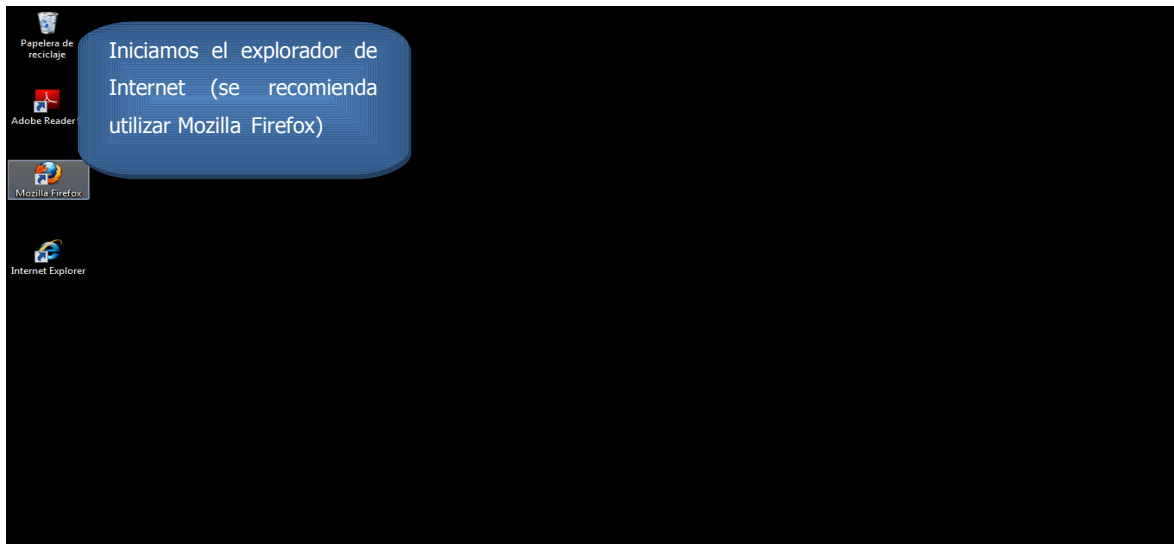 Papelera de
reciclaje
Iniciamos el explorador de
Internet (se recomienda
utilizar Mozilla Firefox)
Adobe Reader
Mozilla Firefox
Internet Explorer